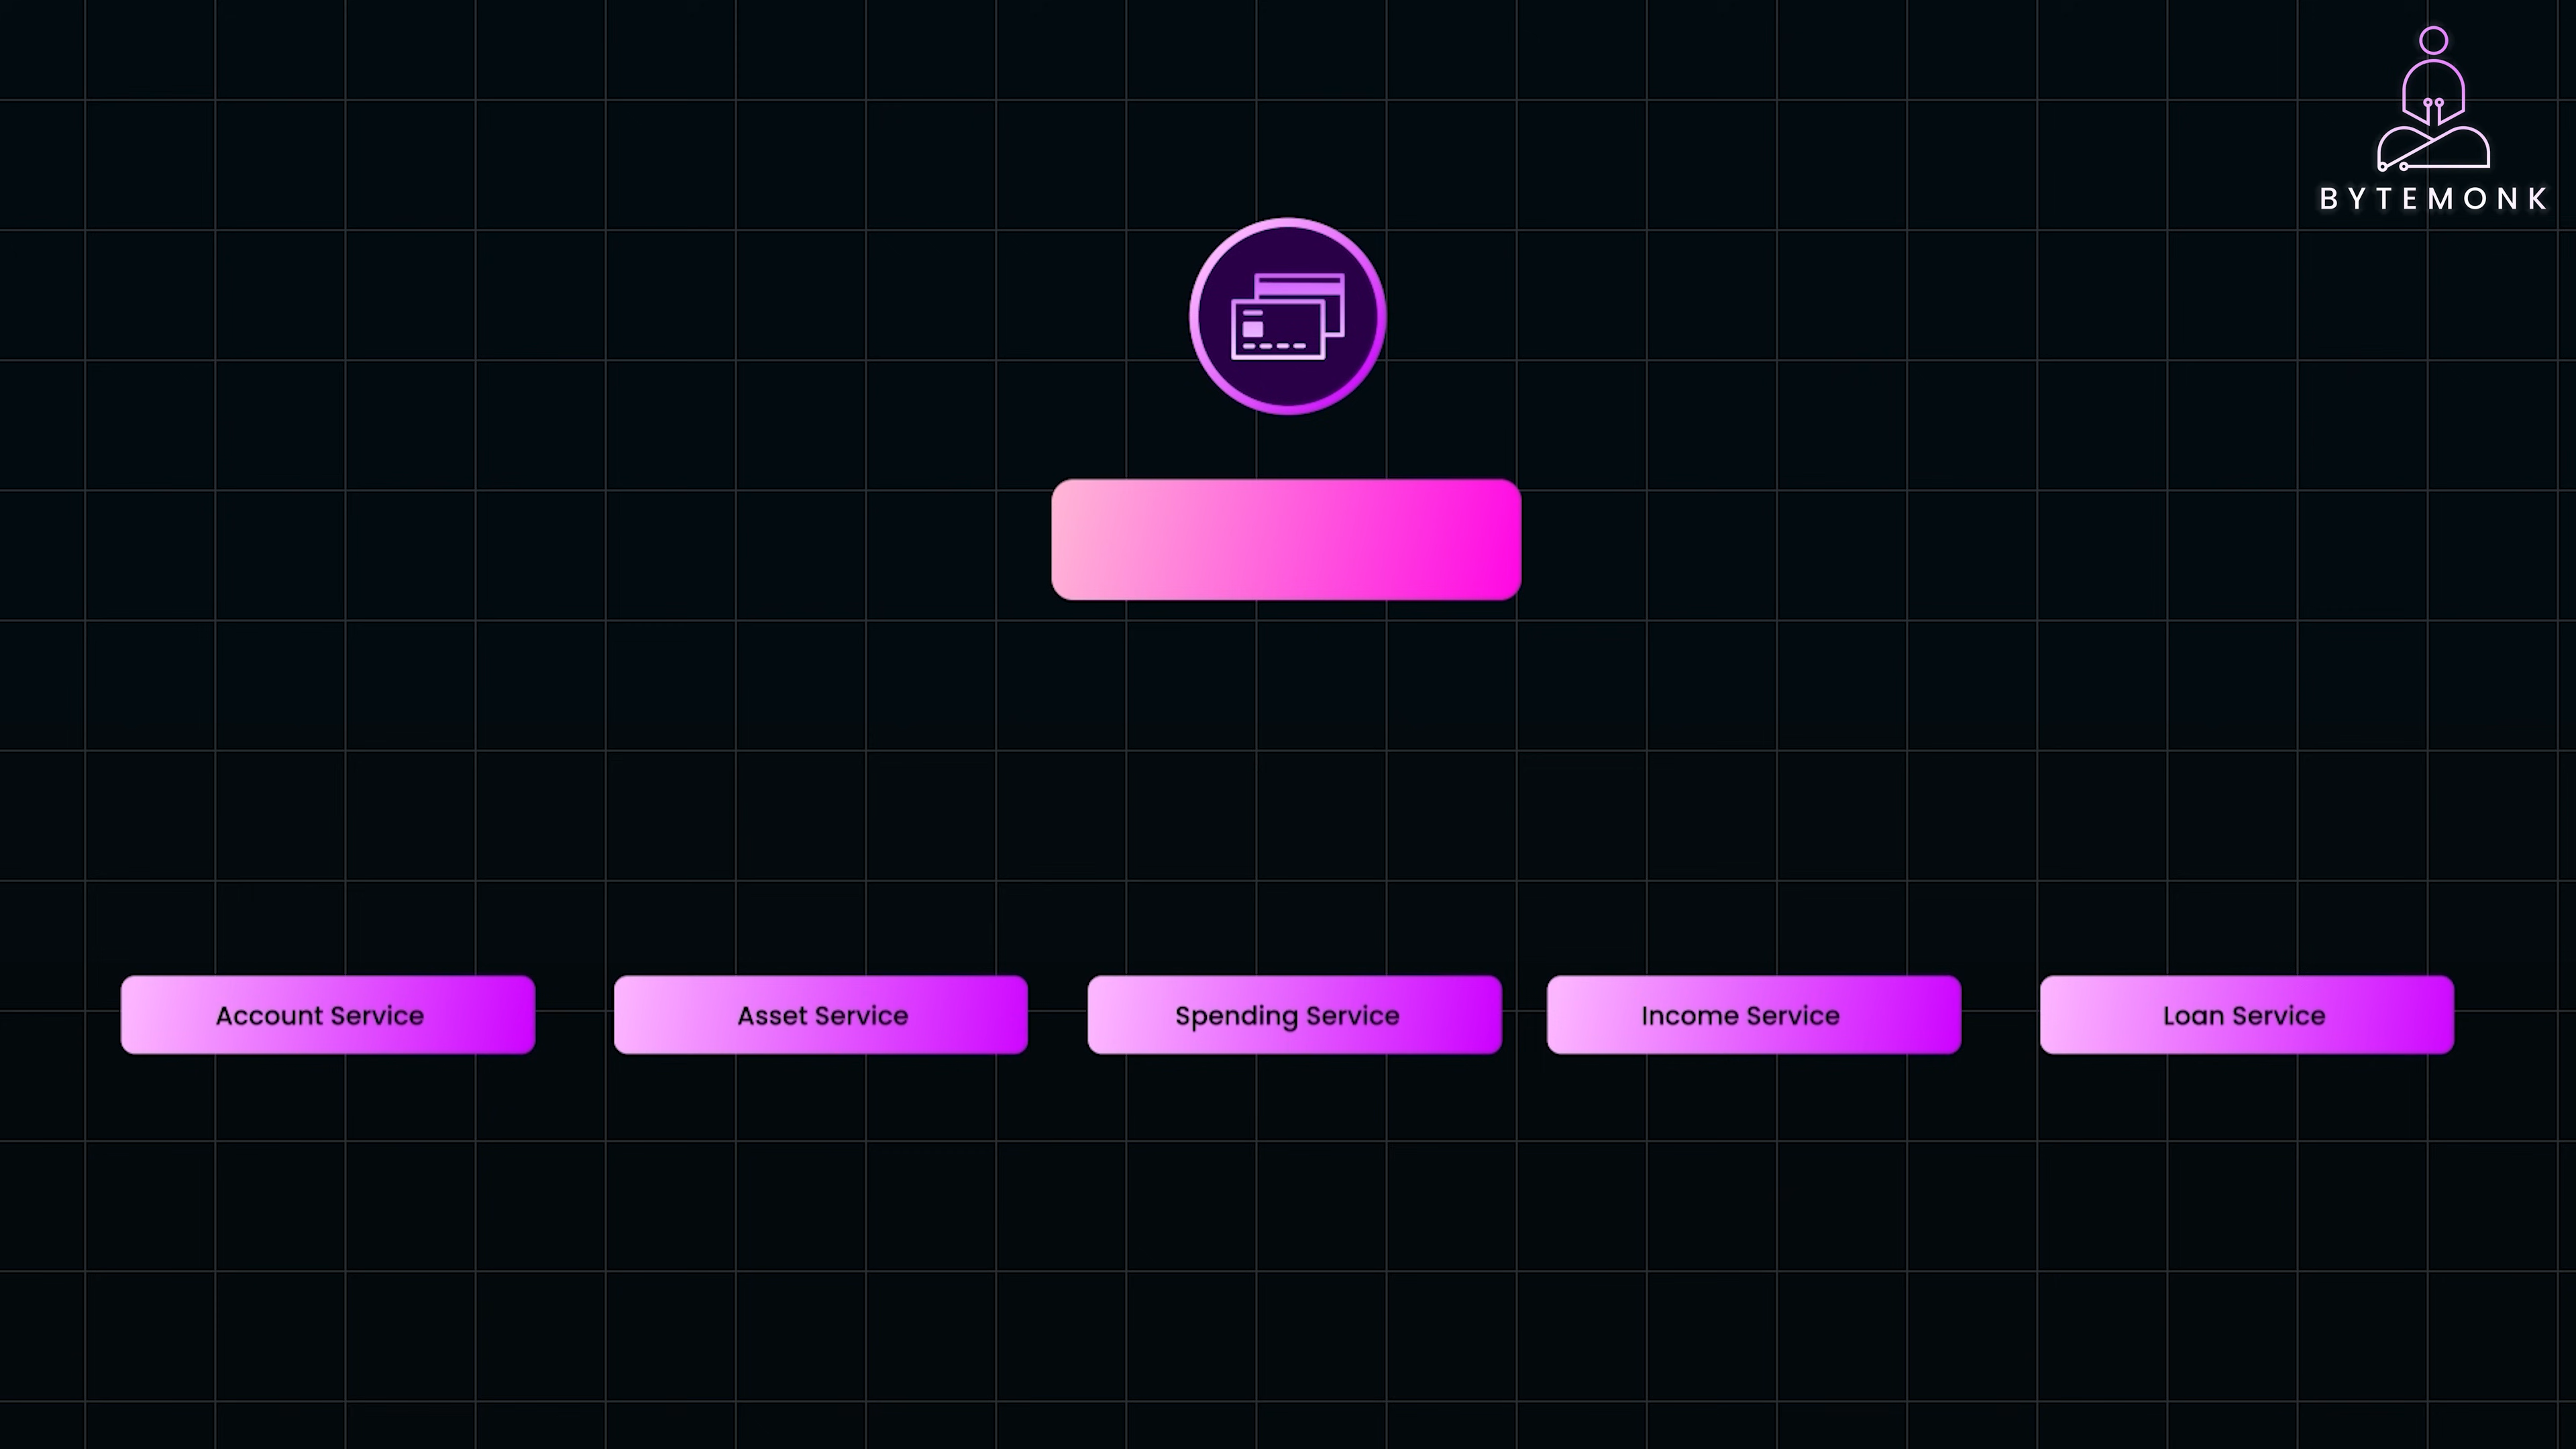 BYTEMONK
Account Service
Asset Service
Spending Service
Income Service
Loan Service